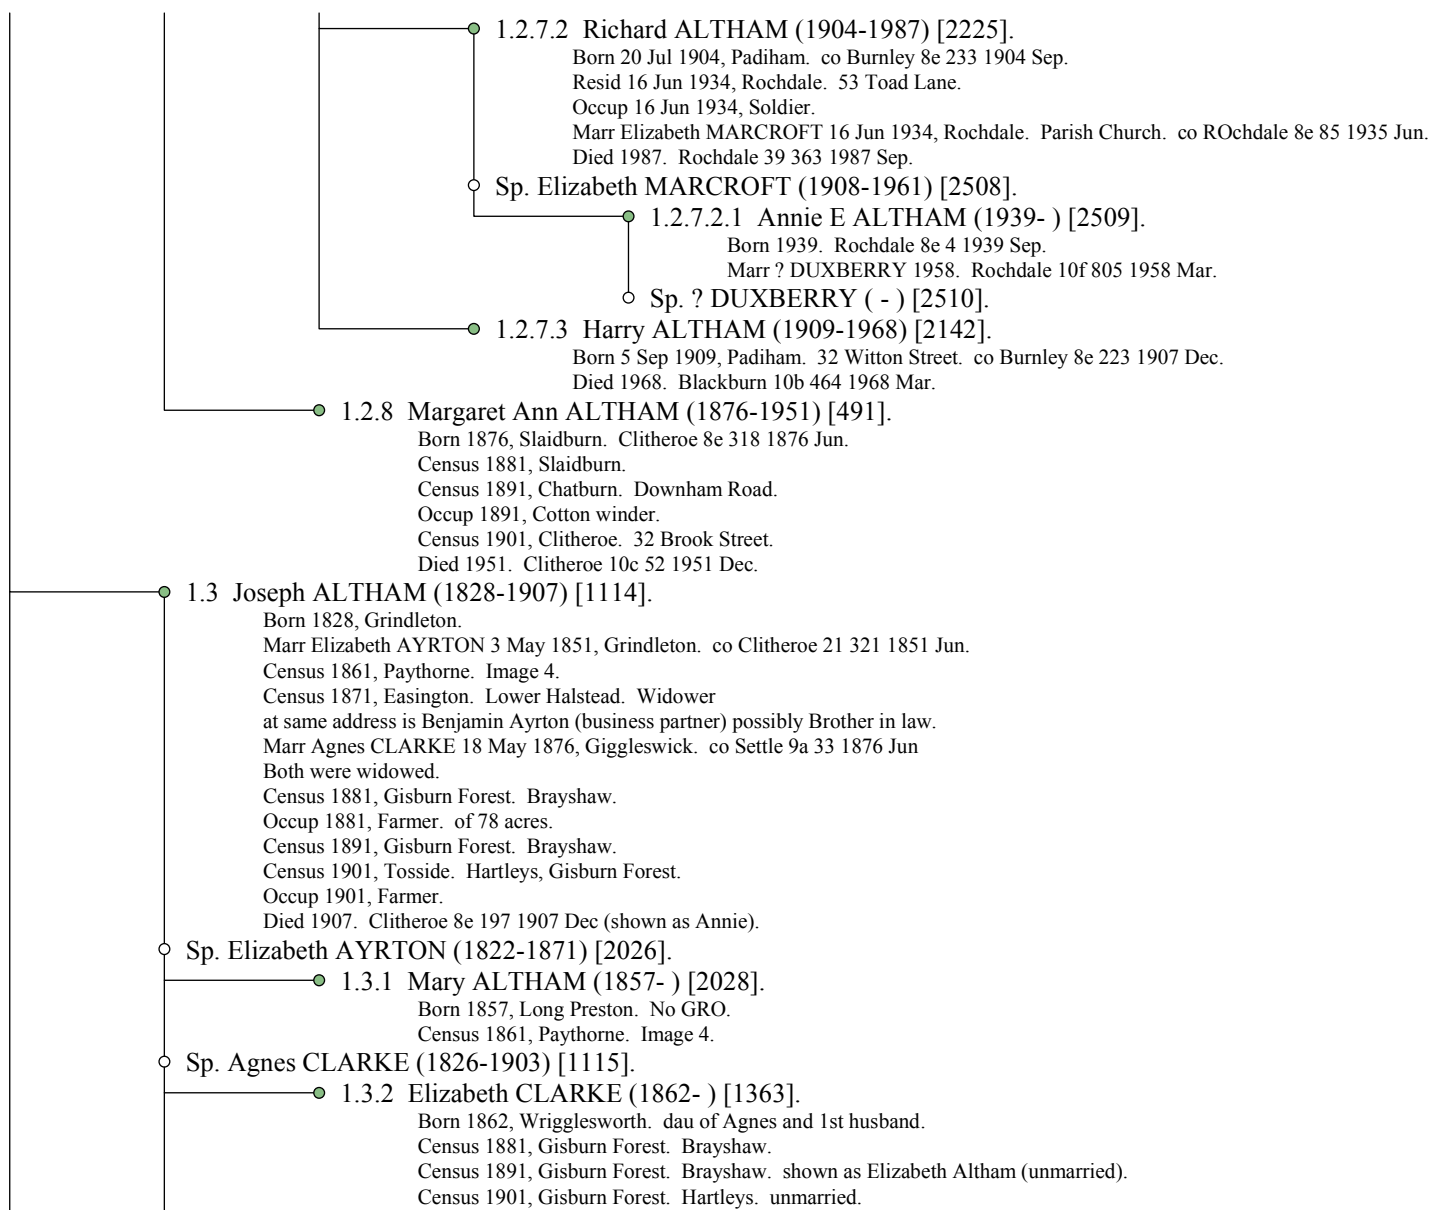 1.2.7.2 Richard ALTHAM (1904-1987) [2225].
Born 20 Jul 1904, Padiham. co Burnley 8e 233 1904 Sep.
Resid 16 Jun 1934, Rochdale. 53 Toad Lane.
Occup 16 Jun 1934, Soldier.
Marr Elizabeth MARCROFT 16 Jun 1934, Rochdale. Parish Church. co ROchdale 8e 85 1935 Jun.
Died 1987. Rochdale 39 363 1987 Sep.
Sp. Elizabeth MARCROFT (1908-1961) [2508].
1.2.7.2.1 Annie E ALTHAM (1939- ) [2509].
Born 1939. Rochdale 8e 4 1939 Sep.
Marr ? DUXBERRY 1958. Rochdale 10f 805 1958 Mar.
Sp. ? DUXBERRY ( - ) [2510].
1.2.7.3 Harry ALTHAM (1909-1968) [2142].
Born 5 Sep 1909, Padiham. 32 Witton Street. co Burnley 8e 223 1907 Dec.
Died 1968. Blackburn 10b 464 1968 Mar.
1.2.8 Margaret Ann ALTHAM (1876-1951) [491].
Born 1876, Slaidburn. Clitheroe 8e 318 1876 Jun.
Census 1881, Slaidburn.
Census 1891, Chatburn. Downham Road.
Occup 1891, Cotton winder.
Census 1901, Clitheroe. 32 Brook Street.
Died 1951. Clitheroe 10c 52 1951 Dec.
1.3 Joseph ALTHAM (1828-1907) [1114].
Born 1828, Grindleton.
Marr Elizabeth AYRTON 3 May 1851, Grindleton. co Clitheroe 21 321 1851 Jun.
Census 1861, Paythorne. Image 4.
Census 1871, Easington. Lower Halstead. Widower
at same address is Benjamin Ayrton (business partner) possibly Brother in law.
Marr Agnes CLARKE 18 May 1876, Giggleswick. co Settle 9a 33 1876 Jun
Both were widowed.
Census 1881, Gisburn Forest. Brayshaw.
Occup 1881, Farmer. of 78 acres.
Census 1891, Gisburn Forest. Brayshaw.
Census 1901, Tosside. Hartleys, Gisburn Forest.
Occup 1901, Farmer.
Died 1907. Clitheroe 8e 197 1907 Dec (shown as Annie).
Sp. Elizabeth AYRTON (1822-1871) [2026].
1.3.1 Mary ALTHAM (1857- ) [2028].
Born 1857, Long Preston. No GRO.
Census 1861, Paythorne. Image 4.
Sp. Agnes CLARKE (1826-1903) [1115].
1.3.2 Elizabeth CLARKE (1862- ) [1363].
Born 1862, Wrigglesworth. dau of Agnes and 1st husband.
Census 1881, Gisburn Forest. Brayshaw.
Census 1891, Gisburn Forest. Brayshaw. shown as Elizabeth Altham (unmarried).
Census 1901, Gisburn Forest. Hartleys. unmarried.